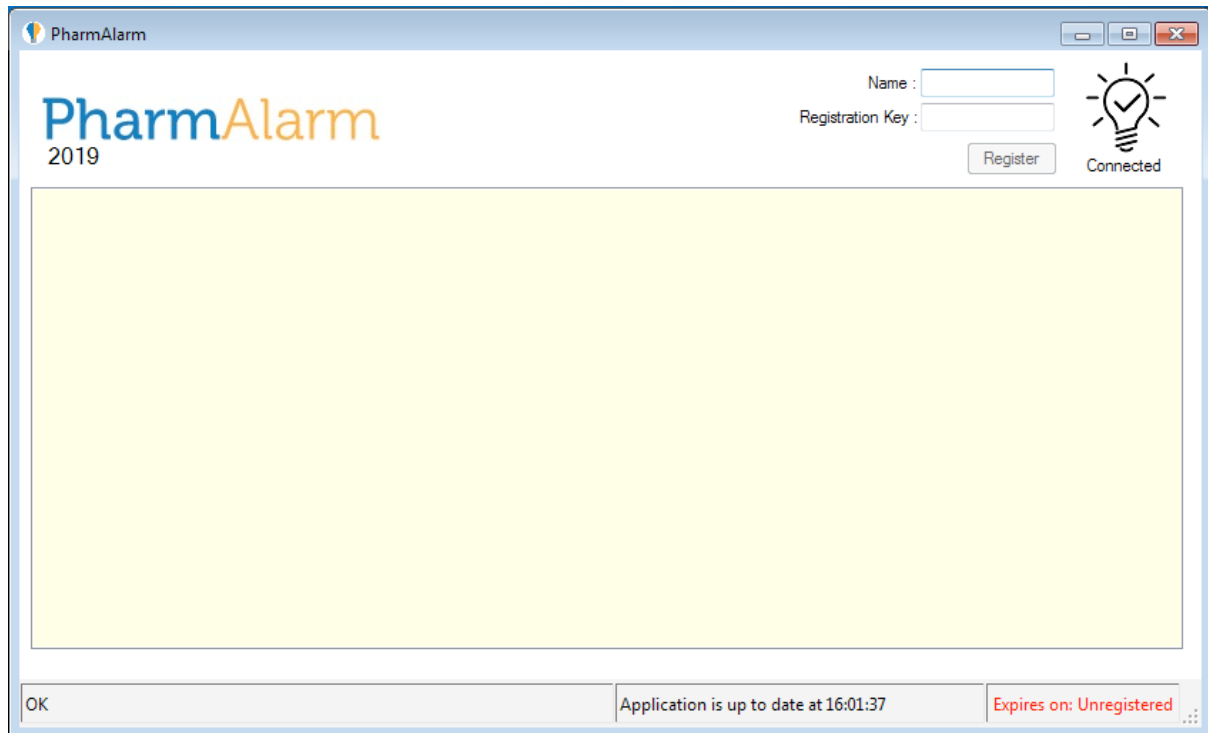 PharmAlarm
PharmAlarm
2019
Name :
Registration Key :
Register
Connected
OK
Application is up to date at 16:01:37
Expires on: Unregistered